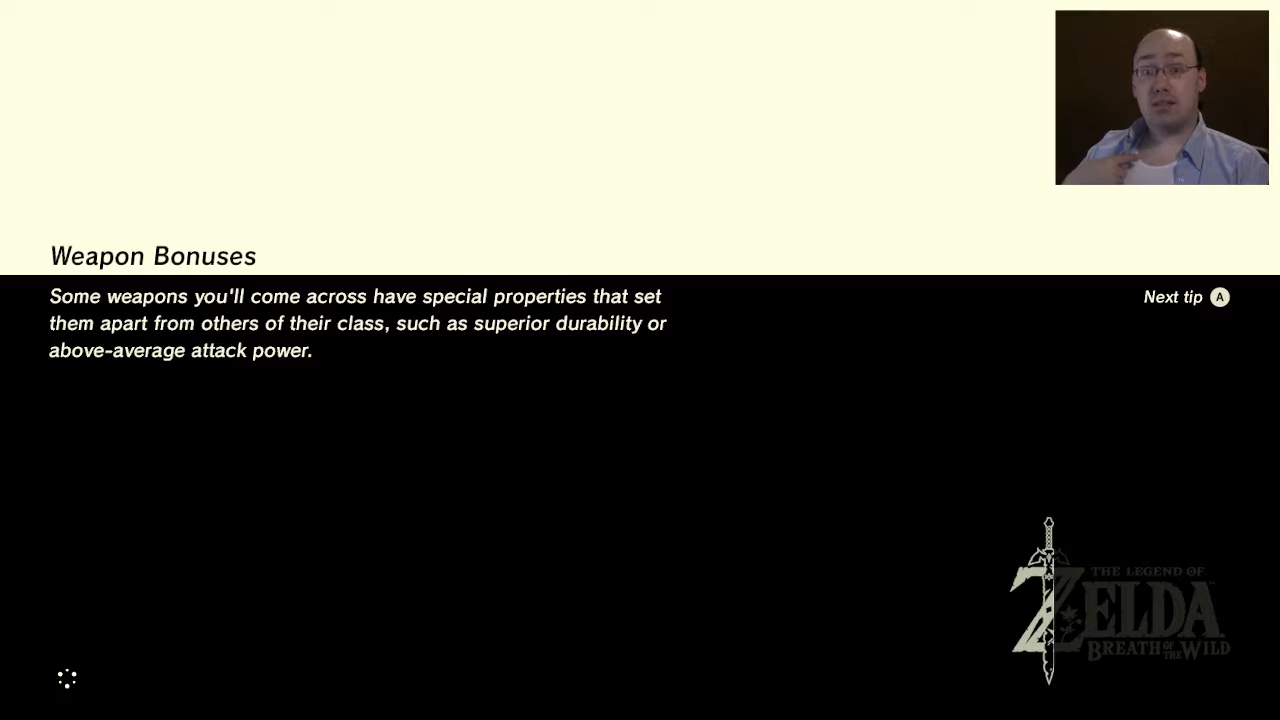 Weapon Bonuses
Some weapons you'll come across have special properties that set
them apart from others of their class, such as superior durability or
above-average attack power.
Next tip A
THE LEGEND OF
ZELDA
BREATH OF THE WILD